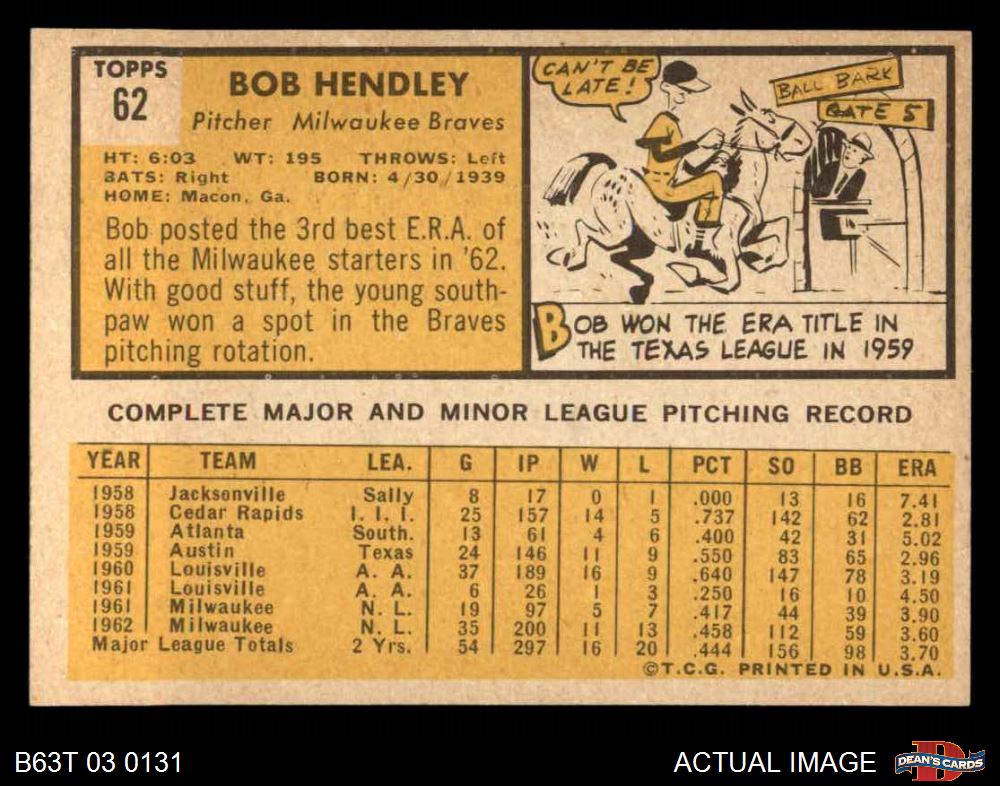 TOPPS
62
BOB HENDLEY
Pitcher Milwaukee Braves
HT: 6:03 WT: 195 THROWS: Left
BATS: Right BORN: 4/30/1939
HOME: Macon, Ga.
Bob posted the 3rd best E.R.A. of
all the Milwaukee starters in '62.
With good stuff, the young south-
paw won a spot in the Braves
pitching rotation.
CAN'T BE
LATE!
BALL BARK
GATE 5
BOB WON THE ERA TITLE IN
THE TEXAS LEAGUE IN 1959
COMPLETE MAJOR AND MINOR LEAGUE PITCHING RECORD
YEAR TEAM LEA. G IP W L PCT SO BB ERA
1958 Jacksonville Sally 8 17 0 1 .000 13 16 7.41
1958 Cedar Rapids I. I. I. 25 157 14 5 .737 142 62 2.81
1959 Atlanta South. 13 61 4 6 .400 42 31 5.02
1959 Austin Texas 24 146 11 9 .550 83 65 2.96
1960 Louisville A. A. 37 189 16 9 .640 147 78 3.19
1961 Louisville A. A. 6 26 1 3 .250 16 10 4.50
1961 Milwaukee N. L. 19 97 5 7 .417 44 39 3.90
1962 Milwaukee N. L. 35 200 11 13 .458 112 59 3.60
Major League Totals 2 Yrs. 54 297 16 20 .444 156 98 3.70
©T.C.G. PRINTED IN U.S.A.
B63T 03 0131
ACTUAL IMAGE
DEAN'S CARDS